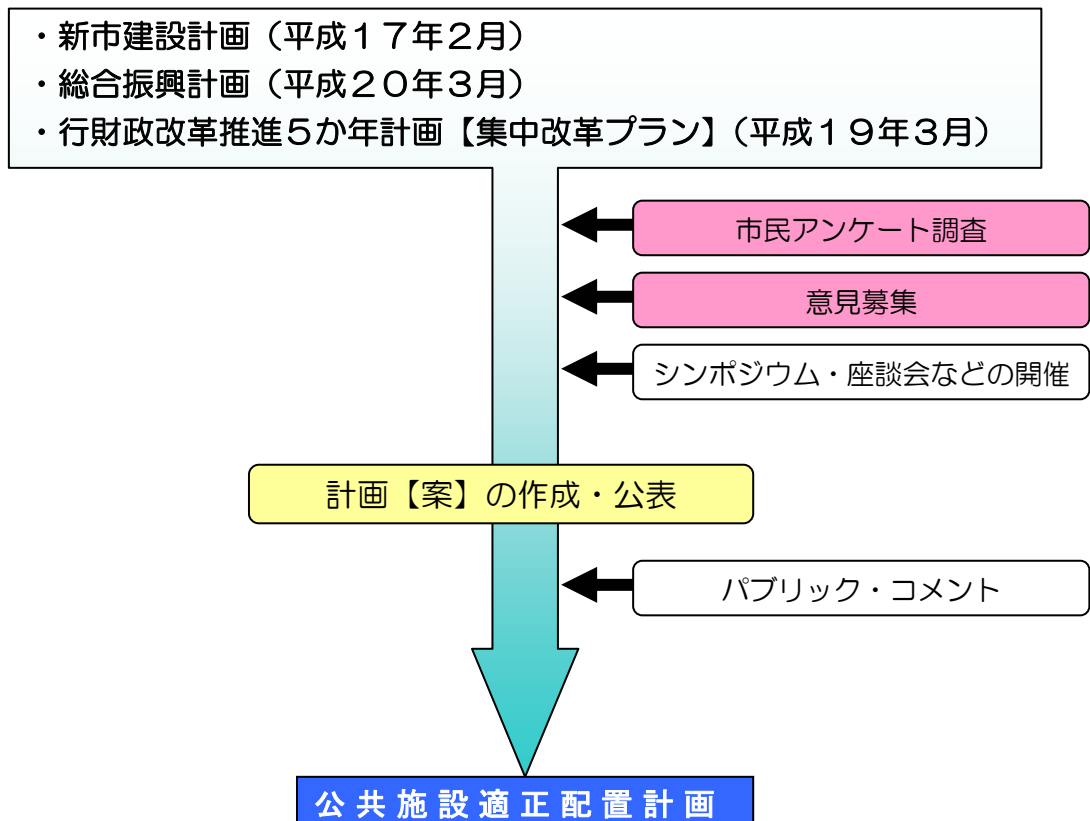 ・新市建設計画（平成１７年２月）
・総合振興計画（平成２０年３月）
・行財政改革推進５か年計画【集中改革プラン】（平成１９年３月）
市民アンケート調査
意見募集
シンポジウム・座談会などの開催
計画【案】の作成・公表
パブリック・コメント
公共施設適正配置計画